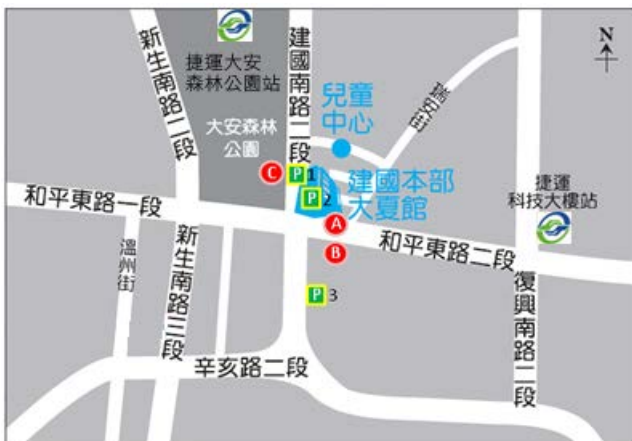 新生南路二段
捷運大安
森林公園站
大安森林
公園
建國南路二段
兒童
中心
瑞安街
N
C
P 1
P 2
建國本部
大夏館
A
B
P 3
捷運
科技大樓站
和平東路一段
和平東路二段
溫州街
新生南路三段
辛亥路二段
復興南路二段